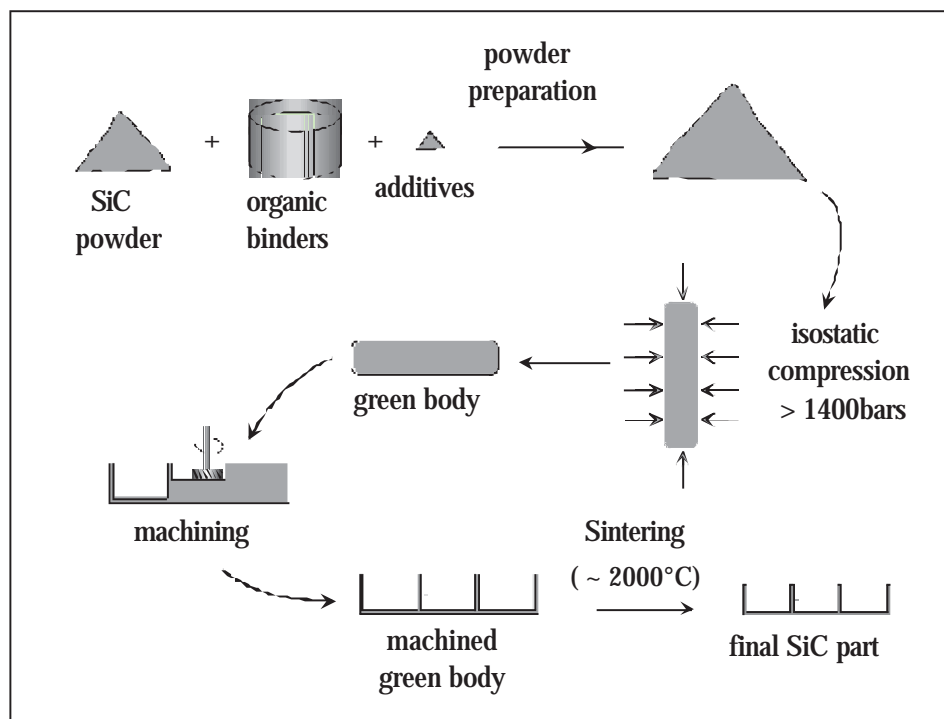 powder
preparation
+
+
SiC
powder
organic
binders
additives
isostatic
compression
> 1400bars
green body
machining
Sintering
( ~ 2000°C)
machined
green body
final SiC part